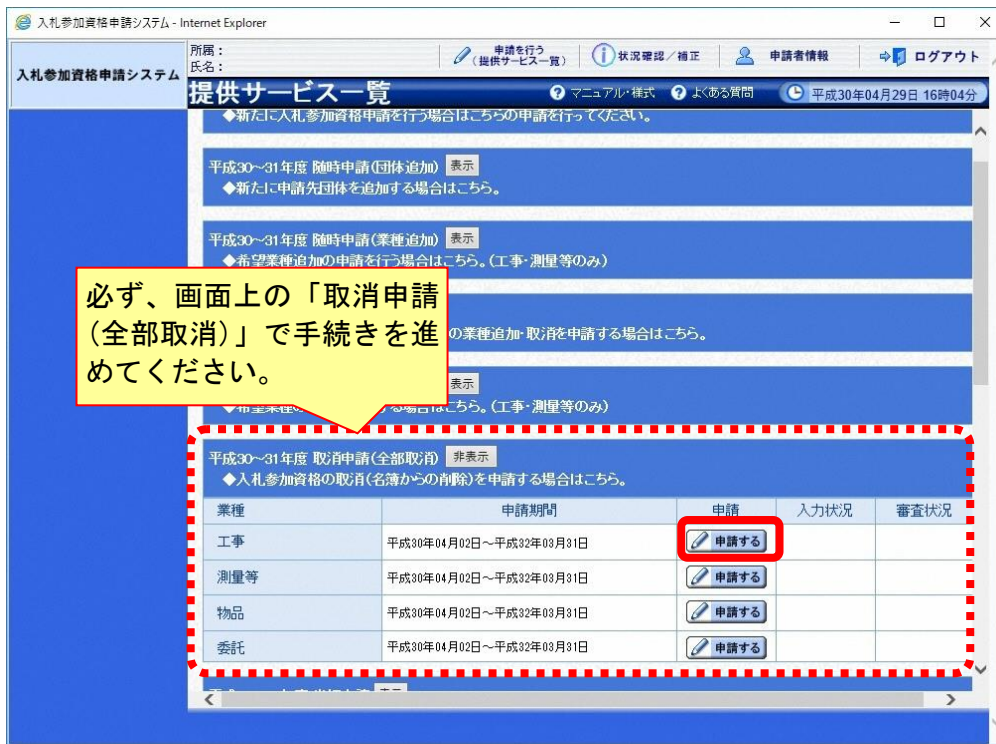 入札参加資格申請システム - Internet Explorer
入札参加資格申請システム
所属：
氏名：
申請を行う
(提供サービス一覧)
状況確認／補正
申請者情報
ログアウト
提供サービス一覧
マニュアル・様式
よくある質問
平成30年04月29日 16時04分
◆新たに入札参加資格申請を行う場合はこちらの申請を行ってください。
平成30～31年度 随時申請(団体追加) 表示
◆新たに申請先団体を追加する場合はこちら。
平成30～31年度 随時申請(業種追加) 表示
◆希望業種追加の申請を行う場合はこちら。(工事・測量等のみ)
必ず、画面上の「取消申請
(全部取消)」で手続きを進
めてください。
の業種追加・取消を申請する場合はこちら。
表示
する場合はこちら。(工事・測量等のみ)
平成30～31年度 取消申請(全部取消) 非表示
◆入札参加資格の取消(名簿からの削除)を申請する場合はこちら。
業種 申請期間 申請 入力状況 審査状況
工事 平成30年04月02日～平成32年03月31日 申請する
測量等 平成30年04月02日～平成32年03月31日 申請する
物品 平成30年04月02日～平成32年03月31日 申請する
委託 平成30年04月02日～平成32年03月31日 申請する